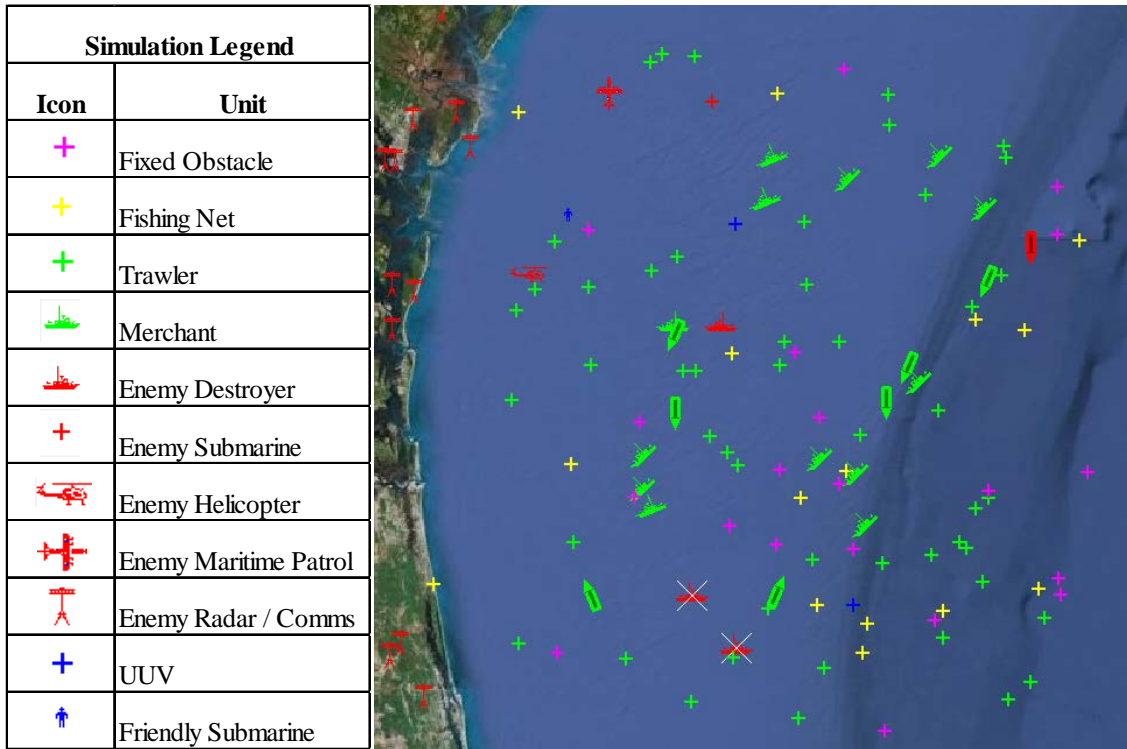 Simulation Legend
Icon Unit
Fixed Obstacle
Fishing Net
Trawler
Merchant
Enemy Destroyer
Enemy Submarine
Enemy Helicopter
Enemy Maritime Patrol
Enemy Radar / Comms
UUV
Friendly Submarine